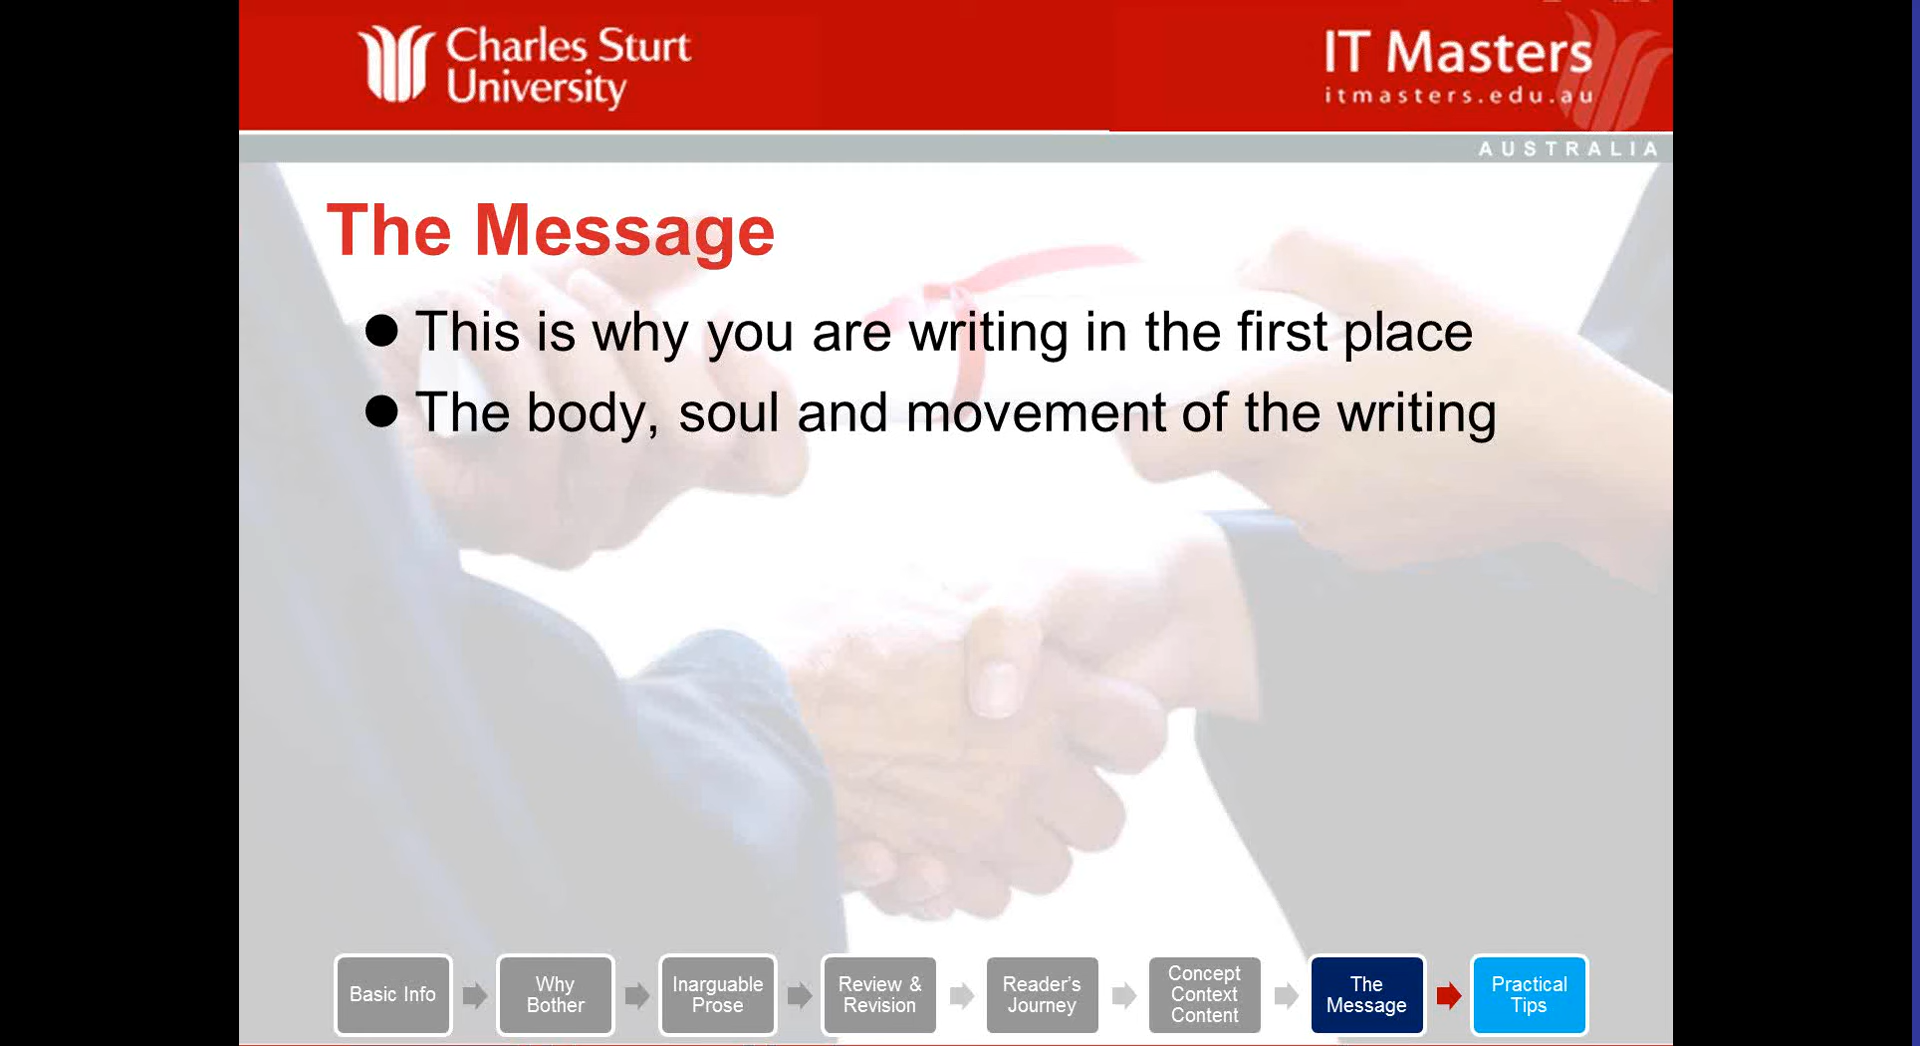 Charles Sturt
University
IT Masters
itmasters.edu.au
AUSTRALIA
The Message
● This is why you are writing in the first place
● The body, soul and movement of the writing
Basic Info
Why
Bother
Inarguable
Prose
Review &
Revision
Reader's
Journey
Concept
Context
Content
The
Message
Practical
Tips